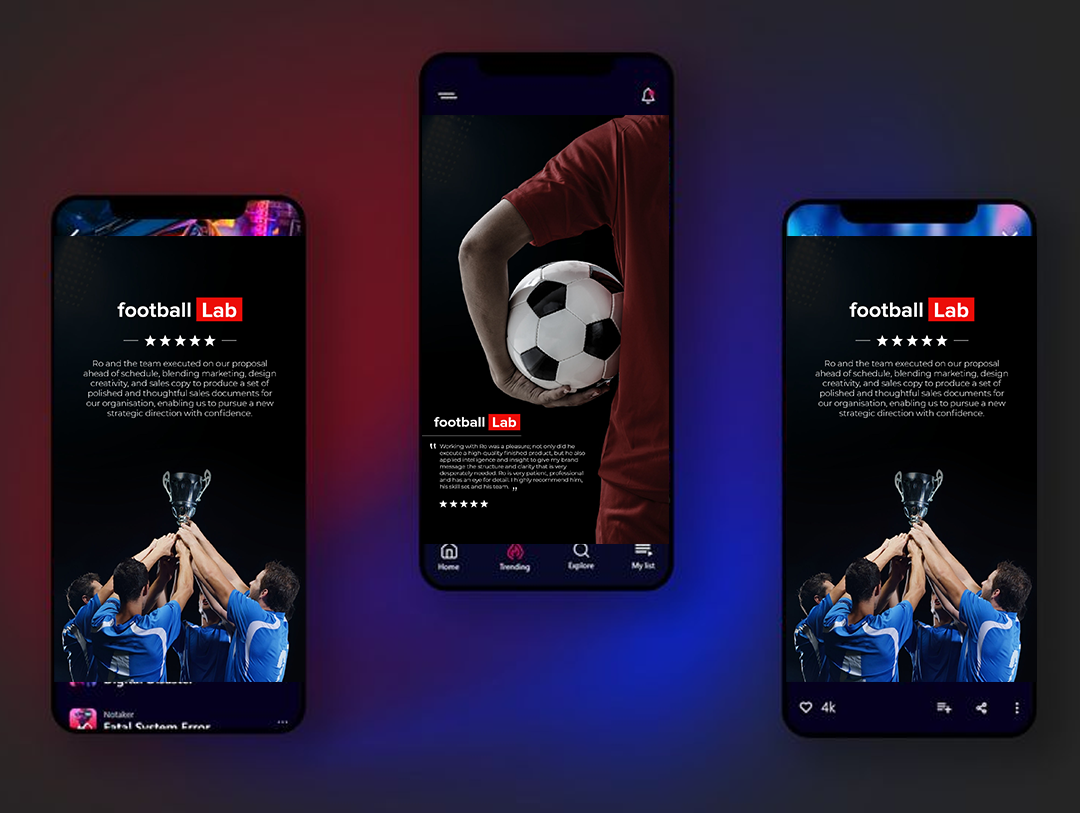 football Lab
Ro and the team executed on our proposal
ahead of schedule, blending marketing, design
creativity, and sales copy to produce a set of
polished and thoughtful sales documents for
our organisation, enabling us to pursue a new
strategic direction with confidence.
Notaker
Fatal System Error
football Lab
" Working with Ro was a pleasure; not only did he
execute a high-quality finished product, but he also
applied intelligence and insight to give my brand
message the structure and clarity that is very
desperately needed. Ro is very patient, professional
and has an eye for detail. I highly recommend him,
his skill set and his team. "
Home Trending Explore My list
football Lab
Ro and the team executed on our proposal
ahead of schedule, blending marketing, design
creativity, and sales copy to produce a set of
polished and thoughtful sales documents for
our organisation, enabling us to pursue a new
strategic direction with confidence.
4k